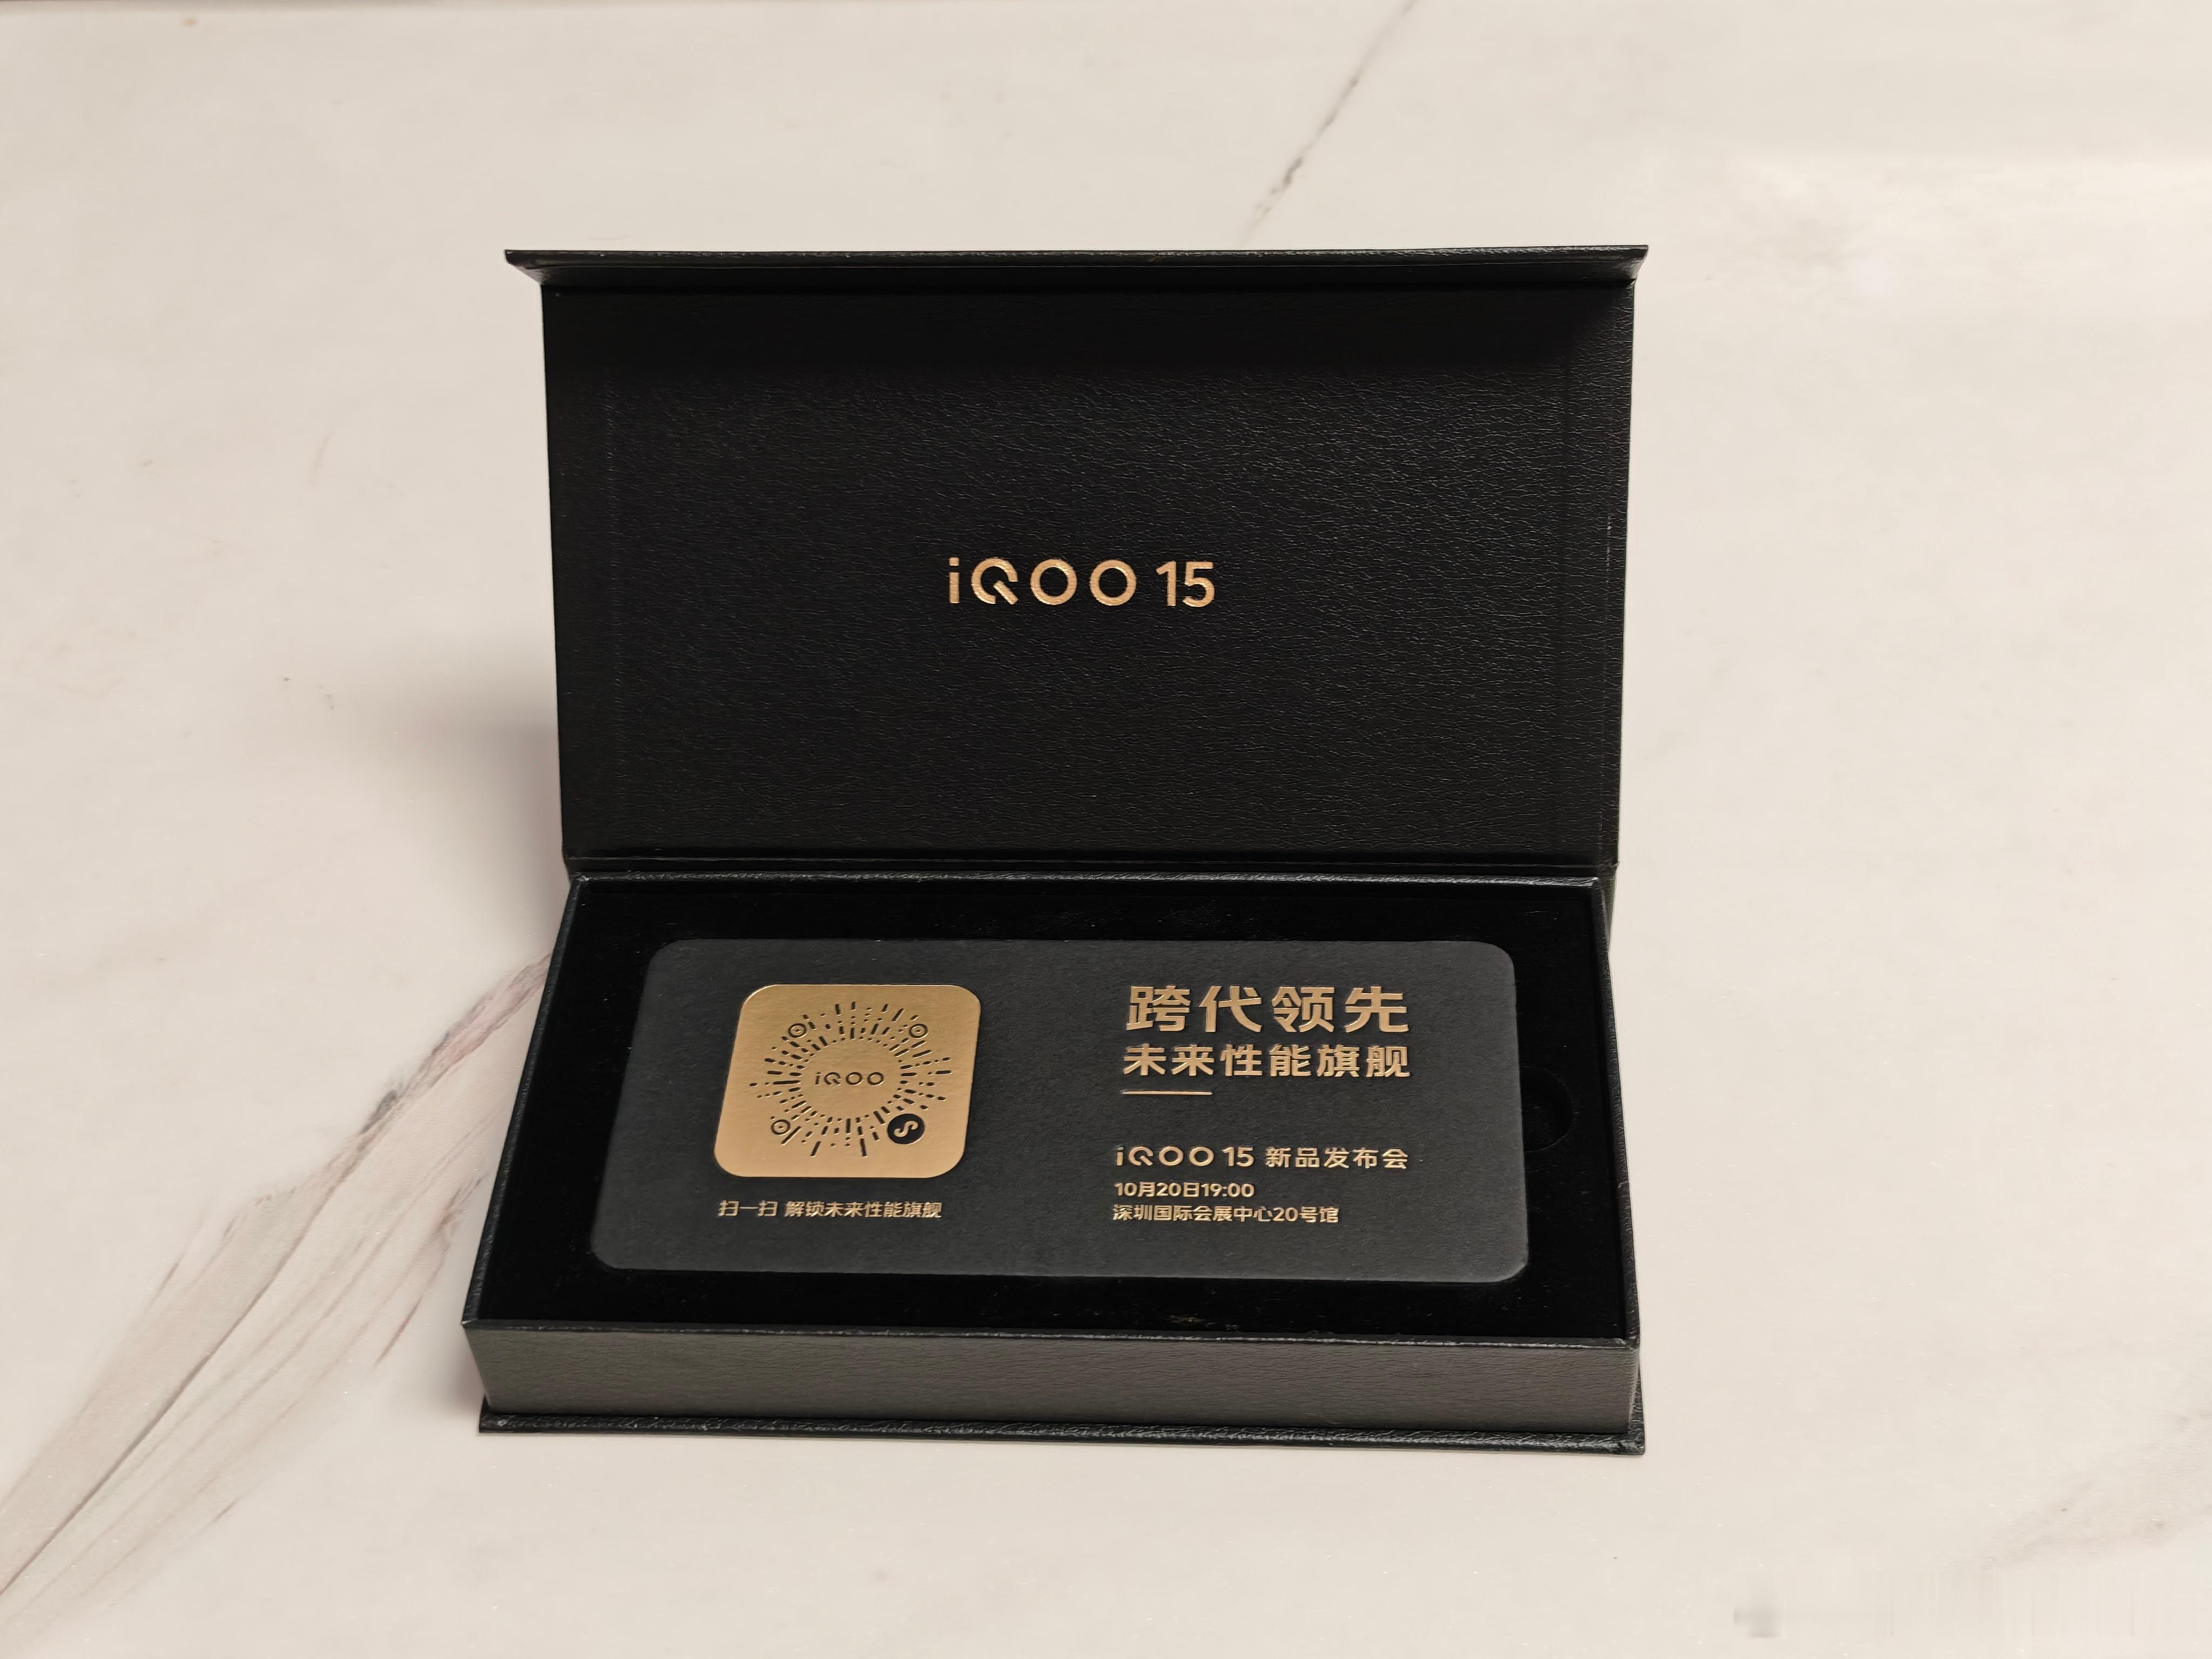 iQOO 15
iQOO
扫一扫 解锁未来性能旗舰
跨代领先
未来性能旗舰
iQOO 15 新品发布会
10月20日19:00
深圳国际会展中心20号馆